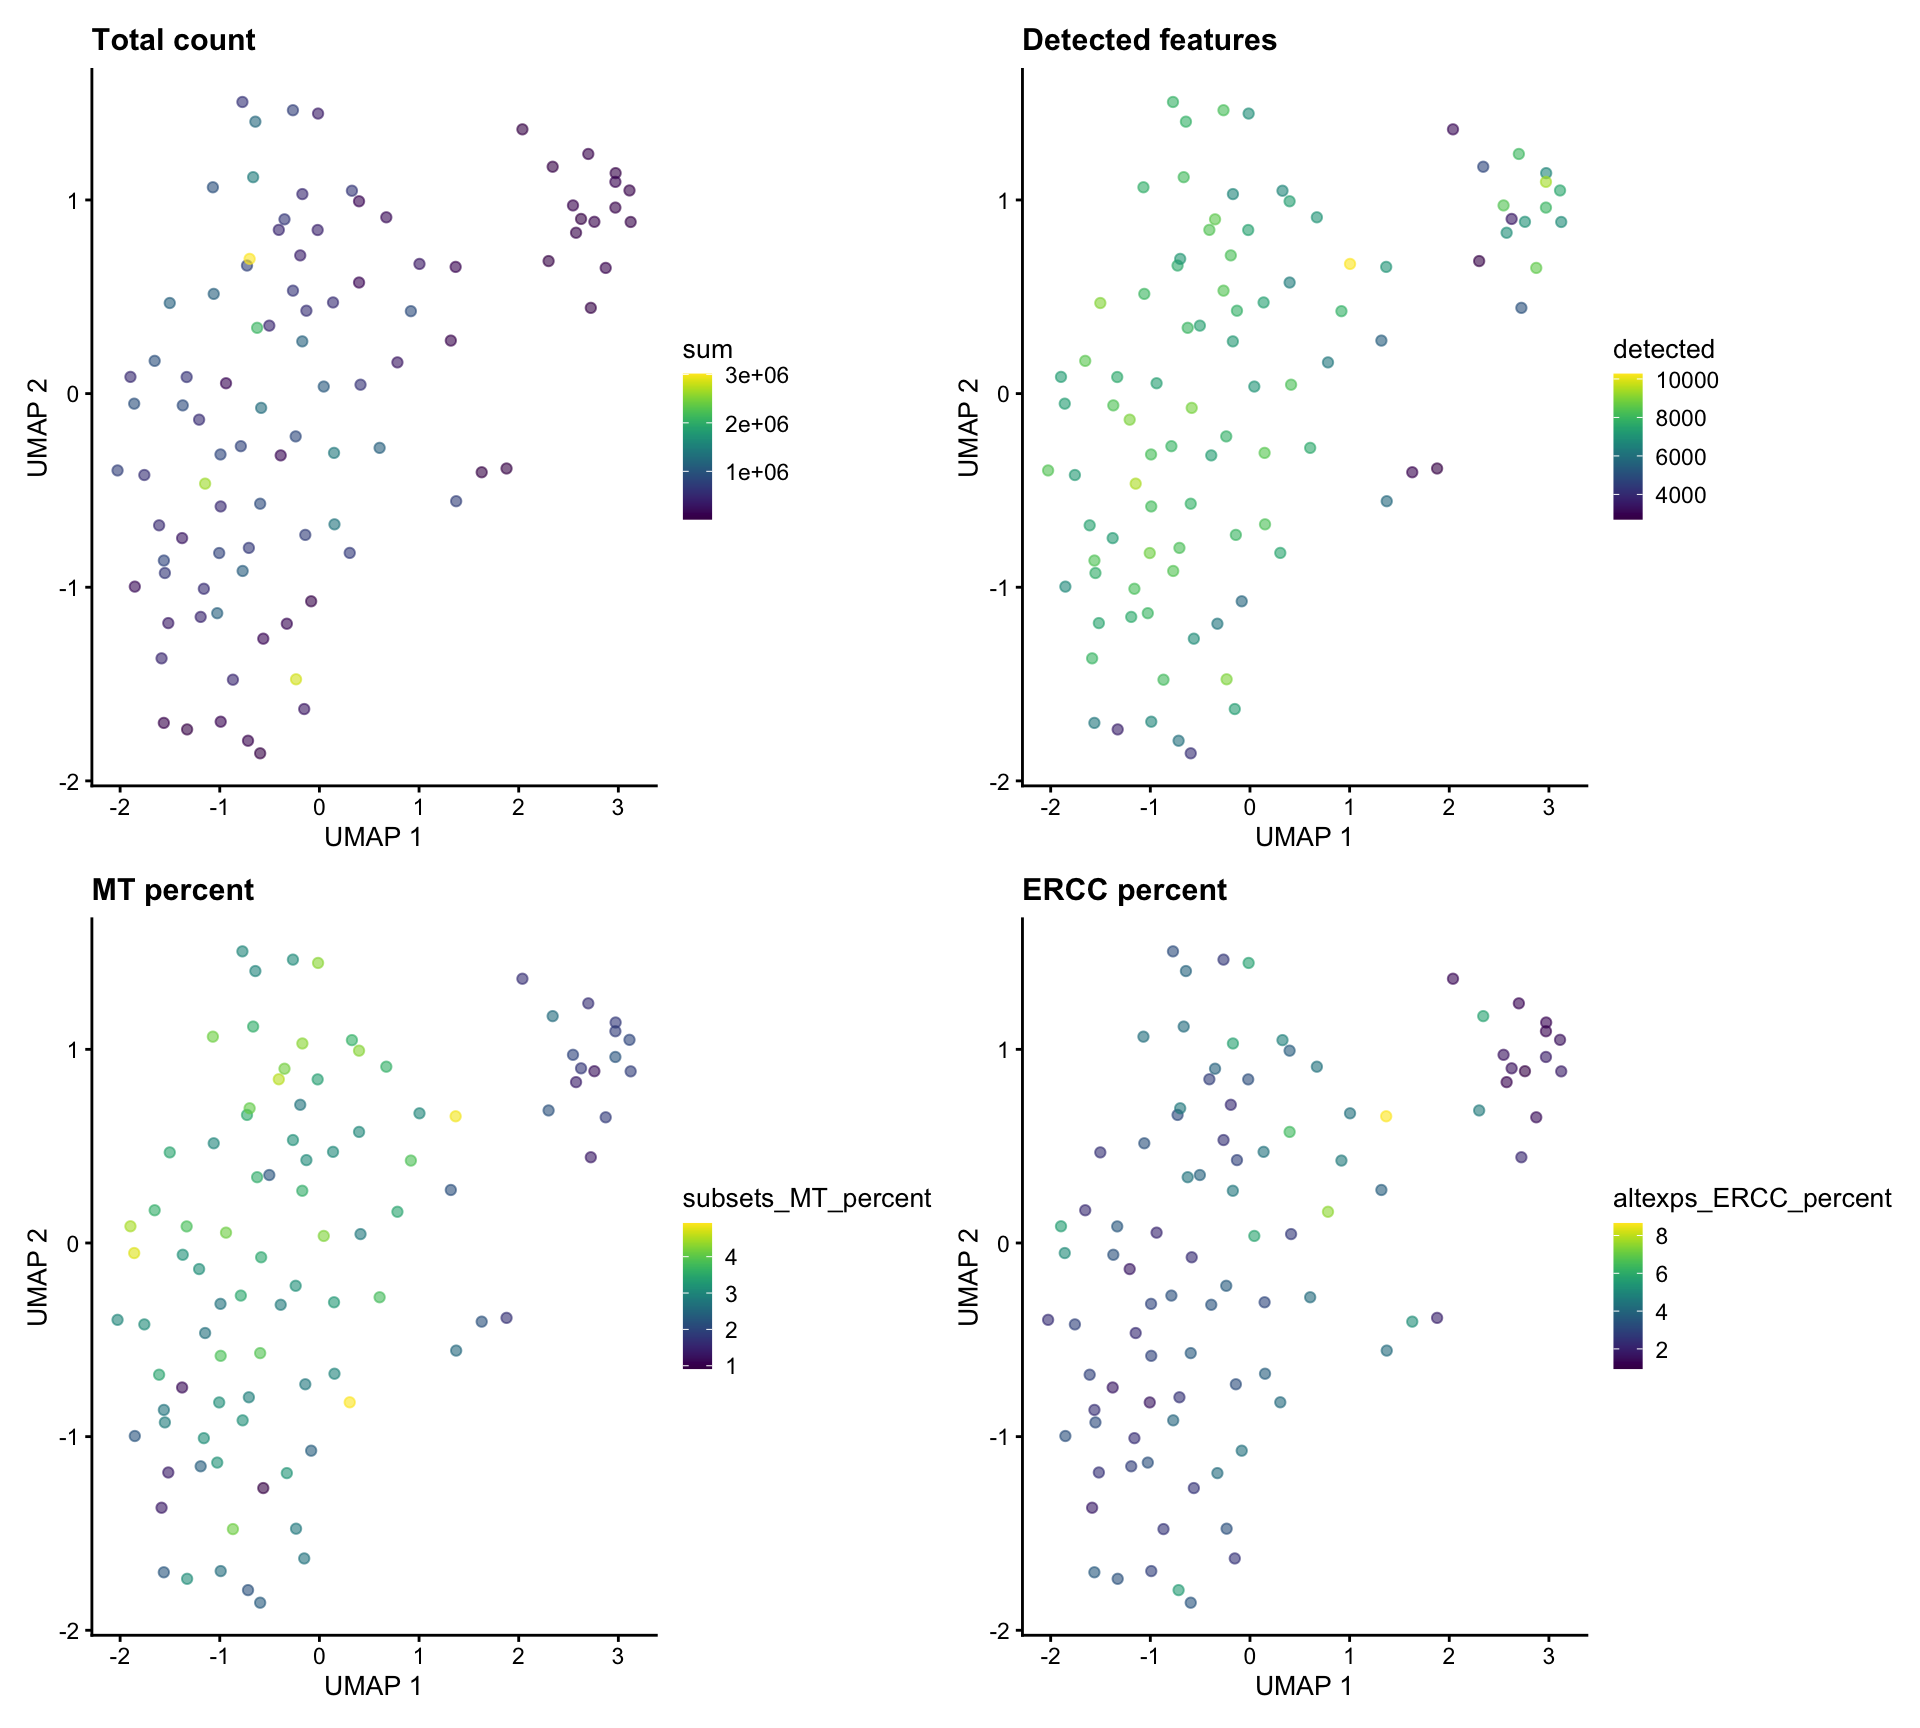 Total count
1
0
-1
-2
UMAP 2
-2 -1 0 1 2 3
UMAP 1
sum
3e+06
2e+06
1e+06
Detected features
1
0
-1
-2
UMAP 2
-2 -1 0 1 2 3
UMAP 1
detected
10000
8000
6000
4000
MT percent
1
0
-1
-2
UMAP 2
-2 -1 0 1 2 3
UMAP 1
subsets_MT_percent
4
3
2
1
ERCC percent
1
0
-1
-2
UMAP 2
-2 -1 0 1 2 3
UMAP 1
altexps_ERCC_percent
8
6
4
2